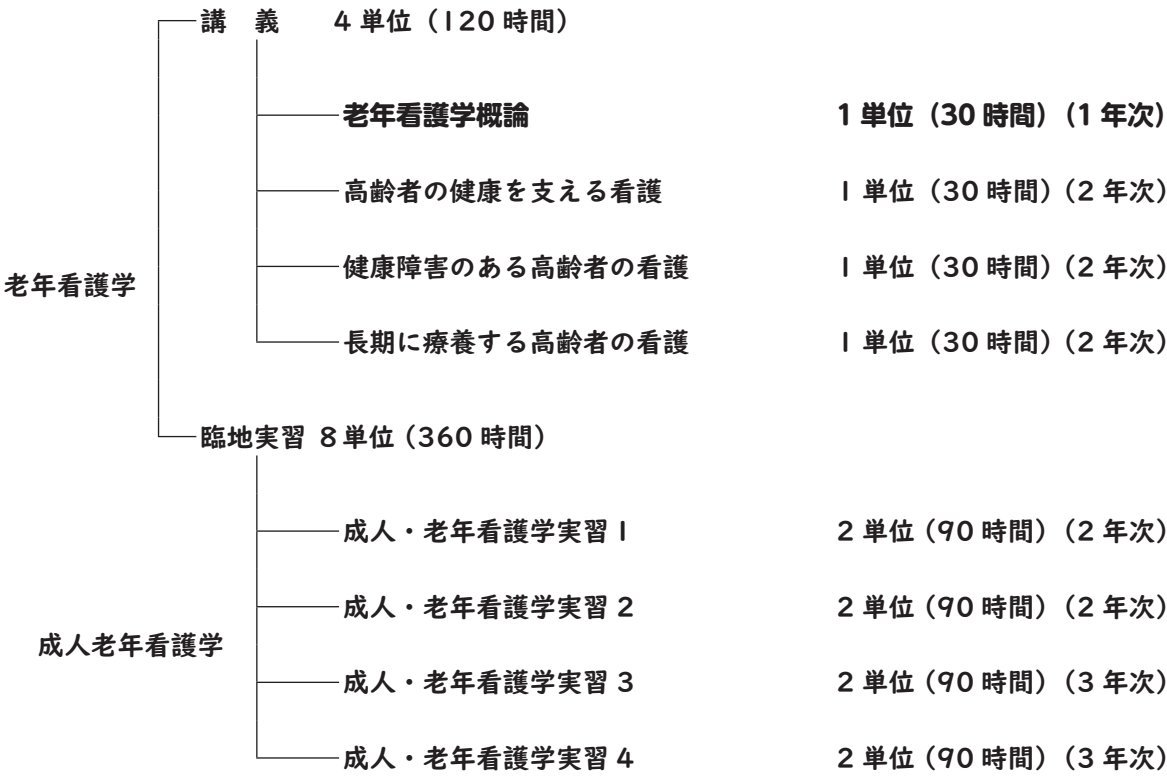 講 義 4単位（120時間）
老年看護学概論 1単位（30時間）（1年次）
高齢者の健康を支える看護 1単位（30時間）（2年次）
健康障害のある高齢者の看護 1単位（30時間）（2年次）
老年看護学
長期に療養する高齢者の看護 1単位（30時間）（2年次）
臨地実習 8単位（360時間）
成人・老年看護学実習1 2単位（90時間）（2年次）
成人・老年看護学実習2 2単位（90時間）（2年次）
成人老年看護学
成人・老年看護学実習3 2単位（90時間）（3年次）
成人・老年看護学実習4 2単位（90時間）（3年次）